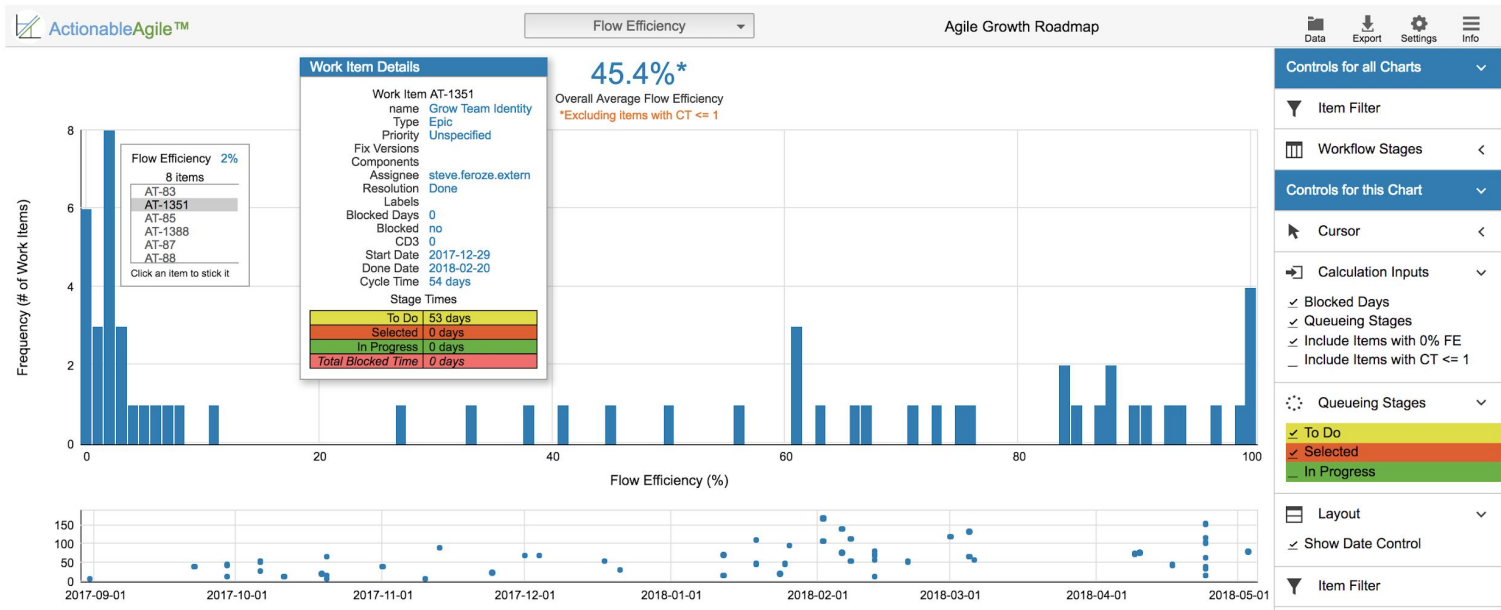 ActionableAgile™
Flow Efficiency
Agile Growth Roadmap
Data
Export
Settings
Info
Work Item Details
Work Item AT-1351
name Grow Team Identity
Type Epic
Priority Unspecified
Fix Versions
Components
Assignee steve.feroze.extern
Resolution Done
Labels
Blocked Days 0
Blocked no
CD3 0
Start Date 2017-12-29
Done Date 2018-02-20
Cycle Time 54 days
Stage Times
To Do 53 days
Selected 0 days
In Progress 0 days
Total Blocked Time 0 days
45.4%*
Overall Average Flow Efficiency
*Excluding items with CT <= 1
Flow Efficiency 2%
8 items
AT-83
AT-1351
AT-85
AT-1388
AT-87
AT-88
Click an item to stick it
Frequency (# of Work Items)
8
6
4
2
0
0 20 40 60 80 100
Flow Efficiency (%)
150
100
50
0
2017-09-01 2017-10-01 2017-11-01 2017-12-01 2018-01-01 2018-02-01 2018-03-01 2018-04-01 2018-05-01
Controls for all Charts
Item Filter
Workflow Stages
Controls for this Chart
Cursor
Calculation Inputs
Blocked Days
Queueing Stages
Include Items with 0% FE
Include Items with CT <= 1
Queueing Stages
To Do
Selected
In Progress
Layout
Show Date Control
Item Filter